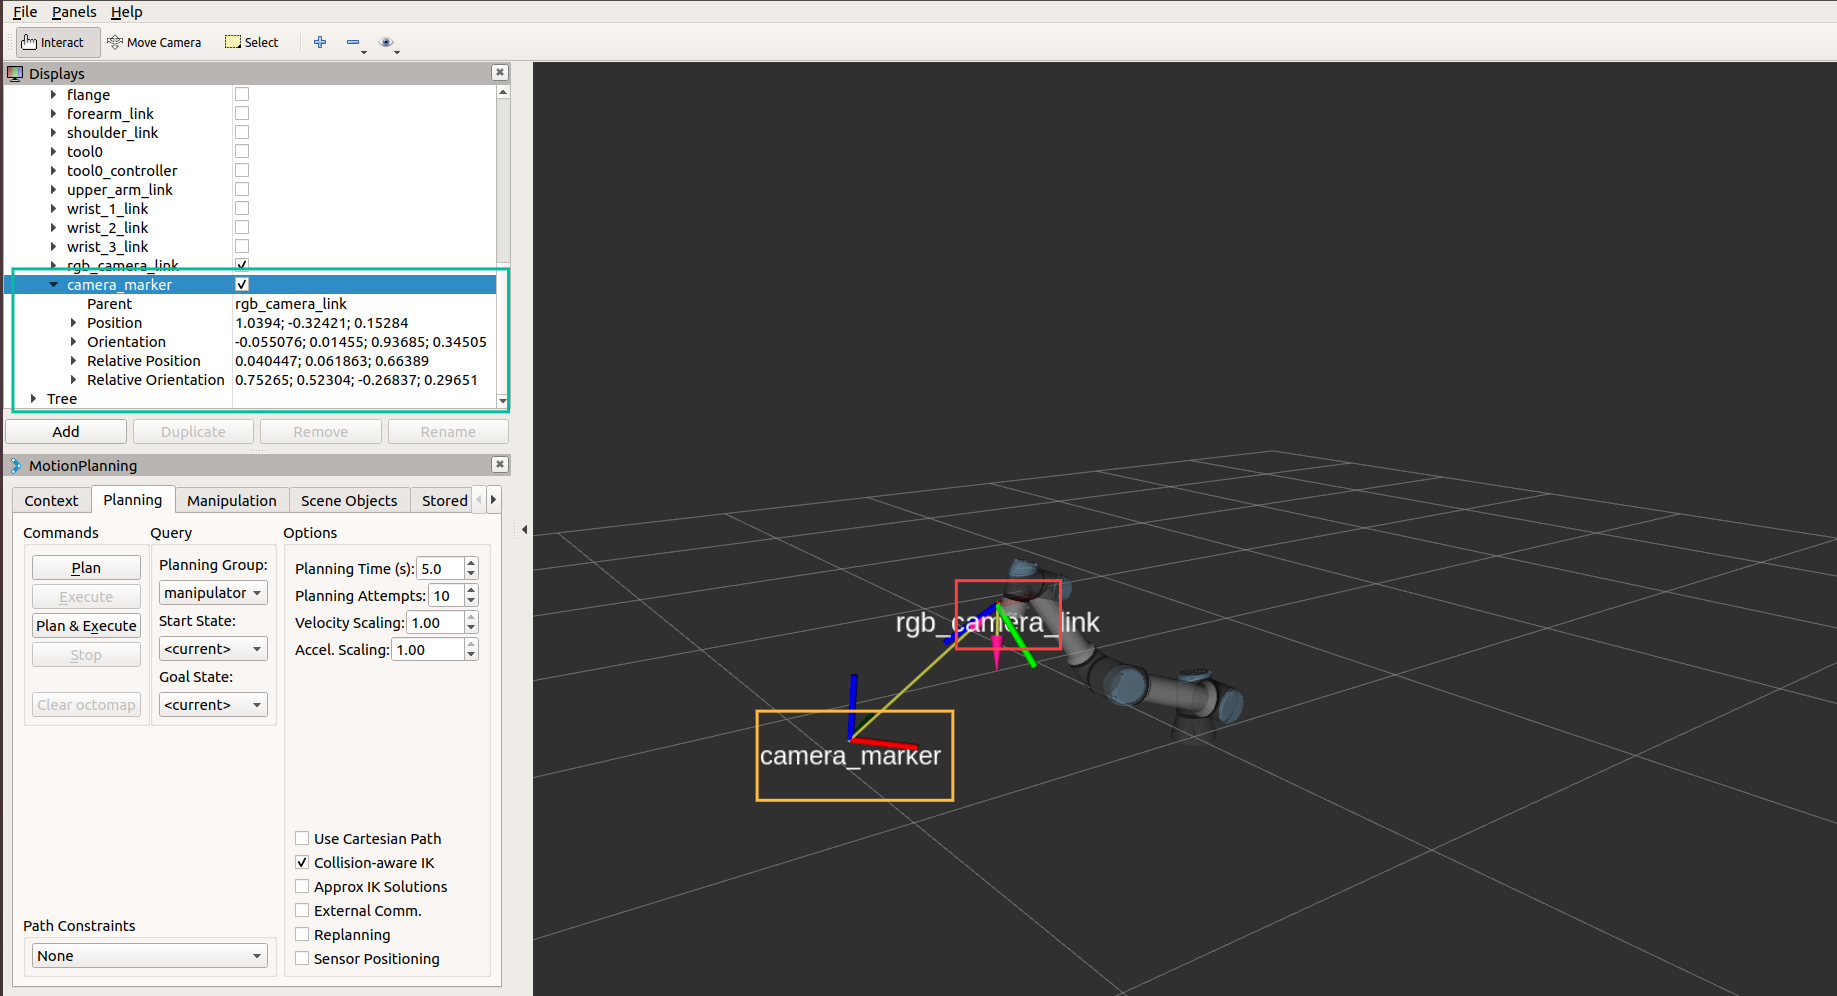 File Panels Help
Interact Move Camera Select
Displays
flange
forearm_link
shoulder_link
tool0
tool0_controller
upper_arm_link
wrist_1_link
wrist_2_link
wrist_3_link
rgb_camera_link
camera_marker
Parent rgb_camera_link
Position 1.0394; -0.32421; 0.15284
Orientation -0.055076; 0.01455; 0.93685; 0.34505
Relative Position 0.040447; 0.061863; 0.66389
Relative Orientation 0.75265; 0.52304; -0.26837; 0.29651
Tree
Add Duplicate Remove Rename
MotionPlanning
Context Planning Manipulation Scene Objects Stored
Commands Query Options
Plan
Execute
Plan & Execute
Stop
Clear octomap
Planning Group:
manipulator
Start State:
<current>
Goal State:
<current>
Planning Time (s): 5.0
Planning Attempts: 10
Velocity Scaling: 1.00
Accel. Scaling: 1.00
Use Cartesian Path
Collision-aware IK
Approx IK Solutions
External Comm.
Replanning
Sensor Positioning
Path Constraints
None
rgb_camera_link
camera_marker